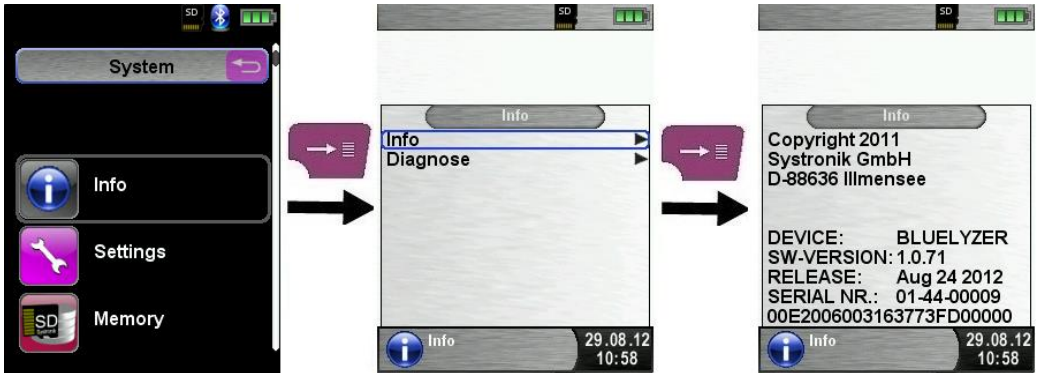 SD
System
Info
Settings
SD
Memory
SD
Info
Info
Diagnose
Info
29.08.12
10:58
SD
Info
Copyright 2011
Systronik GmbH
D-88636 Illmensee
DEVICE: BLUELYZER
SW-VERSION: 1.0.71
RELEASE: Aug 24 2012
SERIAL NR.: 01-44-00009
00E2006003163773FD00000
Info
29.08.12
10:58